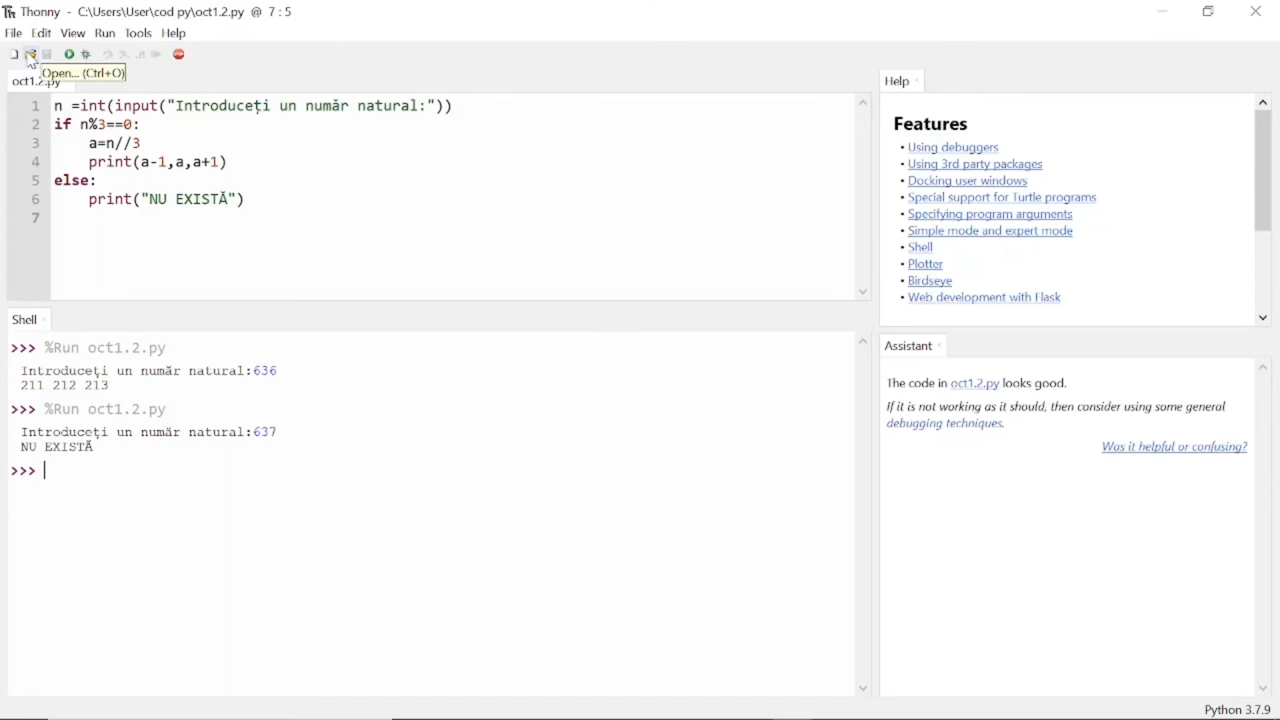 Thonny - C:\Users\User\cod py\oct1.2.py @ 7:5
File Edit View Run Tools Help
Open... (Ctrl+O)
oct1.2.py
1 n =int(input("Introduceți un număr natural:"))
2 if n%3==0:
3     a=n//3
4     print(a-1,a,a+1)
5 else:
6     print("NU EXISTĂ")
7
Shell
>>> %Run oct1.2.py
Introduceți un număr natural:636
211 212 213
>>> %Run oct1.2.py
Introduceți un număr natural:637
NU EXISTĂ
>>>
Help
Features
• Using debuggers
• Using 3rd party packages
• Docking user windows
• Special support for Turtle programs
• Specifying program arguments
• Simple mode and expert mode
• Shell
• Plotter
• Birdseye
• Web development with Flask
Assistant
The code in oct1.2.py looks good.
If it is not working as it should, then consider using some general
debugging techniques.
Was it helpful or confusing?
Python 3.7.9